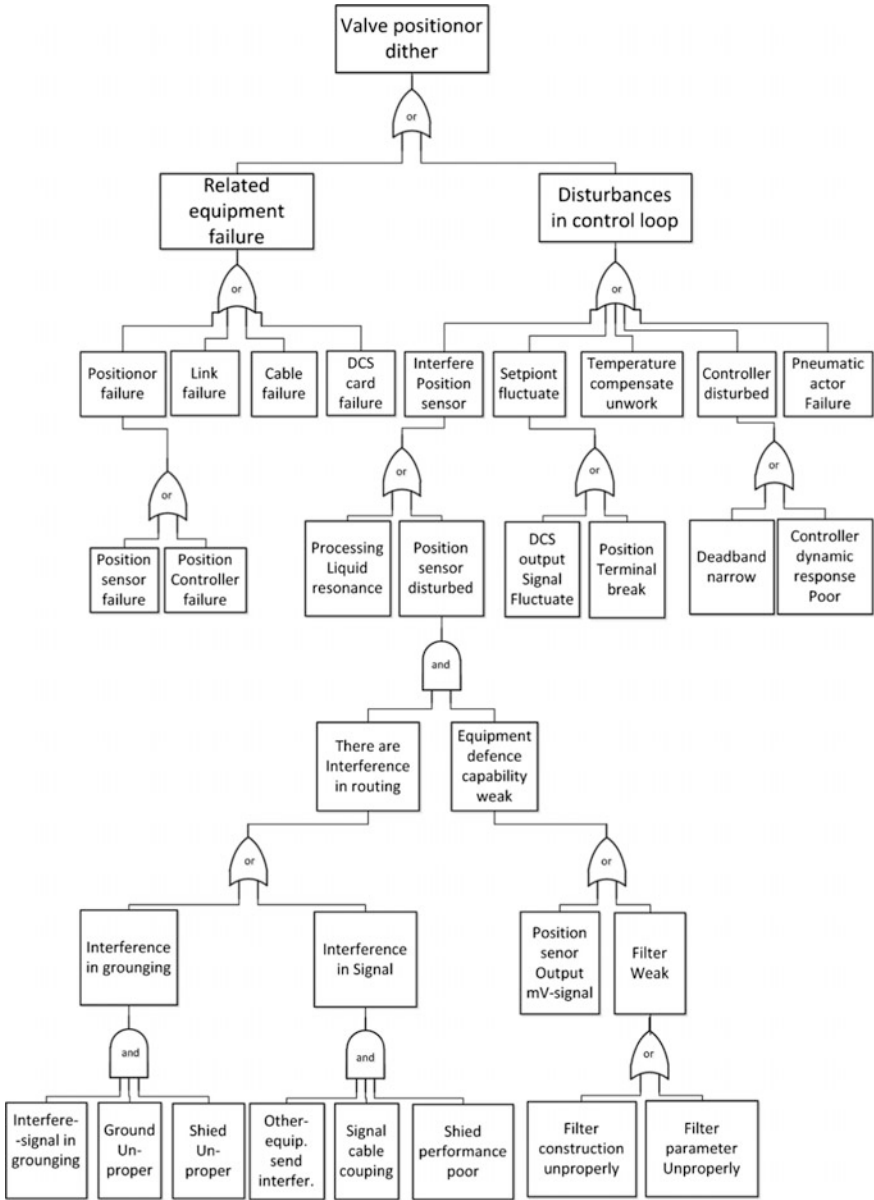 Valve positionor
dither
or
Related
equipment
failure
Disturbances
in control loop
or
or
Positionor
failure
Link
failure
Cable
failure
DCS
card
failure
Interfere
Position
sensor
Setpiont
fluctuate
Temperature
compensate
unwork
Controller
disturbed
Pneumatic
actor
Failure
or
or
or
or
Position
sensor
failure
Position
Controller
failure
Processing
Liquid
resonance
Position
sensor
disturbed
DCS
output
Signal
Fluctuate
Position
Terminal
break
Deadband
narrow
Controller
dynamic
response
Poor
and
There are
Interference
in routing
Equipment
defence
capability
weak
or
or
Interference
in grounging
Interference
in Signal
Position
senor
Output
mV-signal
Filter
Weak
and
and
or
Interfere-
-signal in
grounging
Ground
Un-
proper
Shied
Un-
proper
Other-
equip.
send
interfer.
Signal
cable
couping
Shied
performance
poor
Filter
construction
unproperly
Filter
parameter
Unproperly